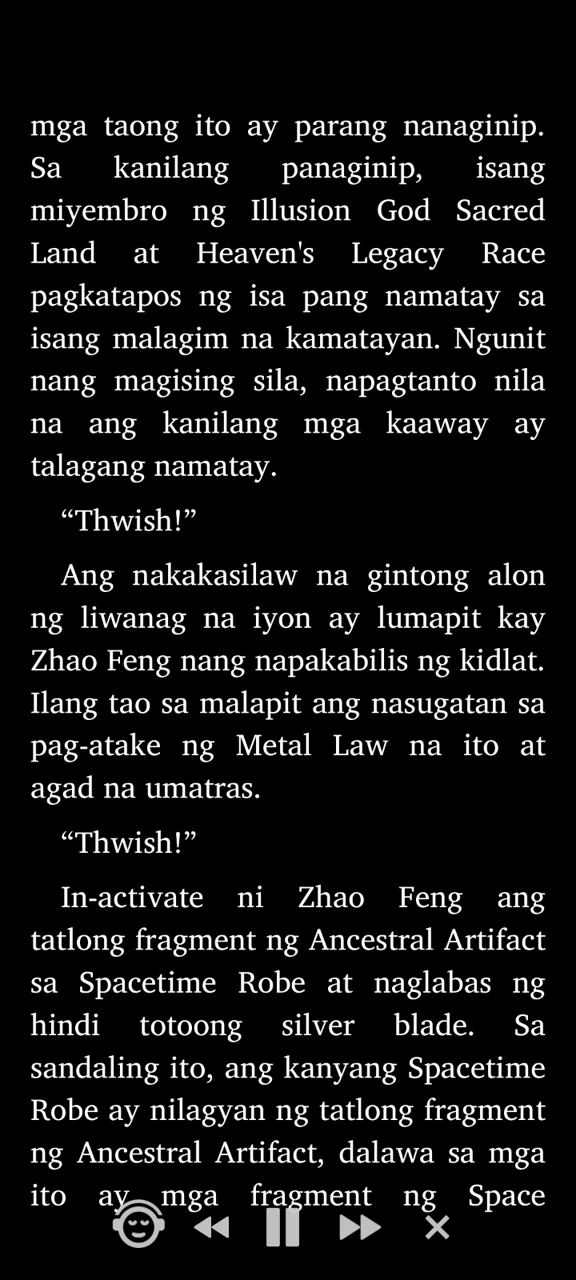 mga taong ito ay parang nanaginip.
Sa kanilang panaginip, isang
miyembro ng Illusion God Sacred
Land at Heaven's Legacy Race
pagkatapos ng isa pang namatay sa
isang malagim na kamatayan. Ngunit
nang magising sila, napagtanto nila
na ang kanilang mga kaaway ay
talagang namatay.
“Thwish!”
Ang nakakasilaw na gintong alon
ng liwanag na iyon ay lumapit kay
Zhao Feng nang napakabilis ng kidlat.
Ilang tao sa malapit ang nasugatan sa
pag-atake ng Metal Law na ito at
agad na umatras.
“Thwish!”
In-activate ni Zhao Feng ang
tatlong fragment ng Ancestral Artifact
sa Spacetime Robe at naglabas ng
hindi totoong silver blade. Sa
sandaling ito, ang kanyang Spacetime
Robe ay nilagyan ng tatlong fragment
ng Ancestral Artifact, dalawa sa mga
ito ay mga fragment ng Space